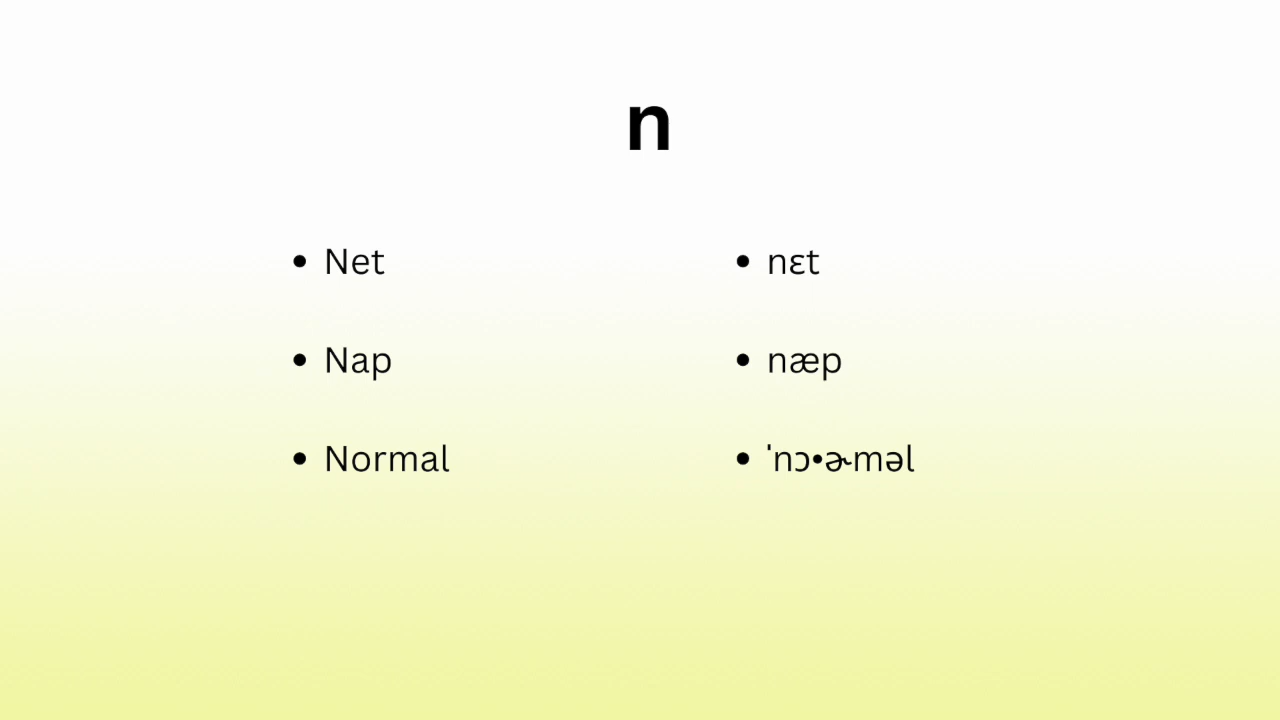 n
• Net
• Nap
• Normal
• nɛt
• næp
• ˈnɔ•ɚməl